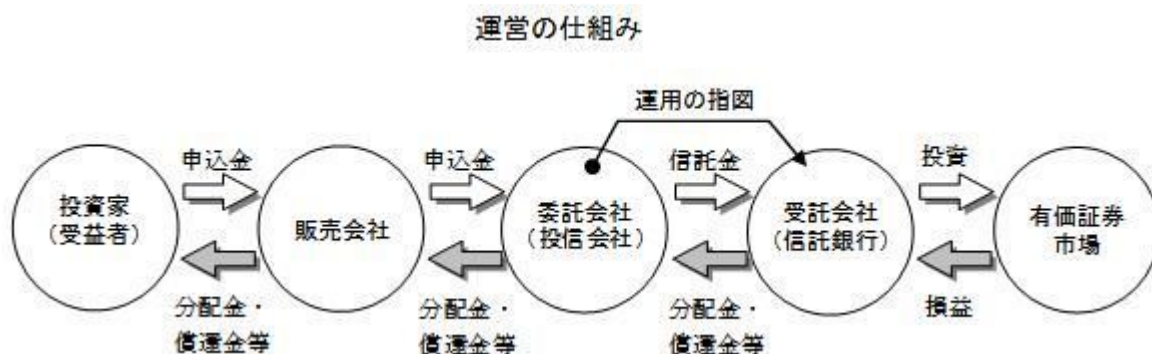 運営の仕組み
運用の指図
申込金
申込金
信託金
投資
投資家
（受益者）
販売会社
委託会社
（投信会社）
受託会社
（信託銀行）
有価証券
市場
分配金・
償還金等
分配金・
償還金等
分配金・
償還金等
損益